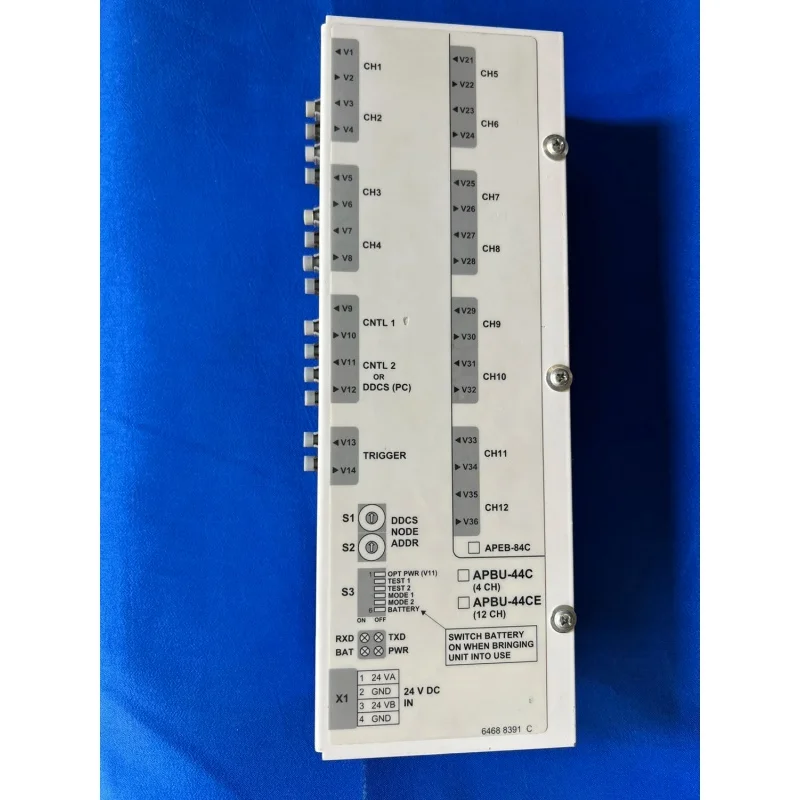 ◄ V1
CH1
► V2
◄ V3
CH2
► V4
◄ V5
CH3
► V6
◄ V7
CH4
► V8
◄ V9
CNTL 1
► V10
◄ V11
CNTL 2
OR
► V12
DDCS (PC)
◄ V13
TRIGGER
► V14
◄ V21
CH5
► V22
◄ V23
CH6
► V24
◄ V25
CH7
► V26
◄ V27
CH8
► V28
◄ V29
CH9
► V30
◄ V31
CH10
► V32
◄ V33
CH11
► V34
◄ V35
CH12
► V36
APEB-84C
S1
S2
DDCS
NODE
ADDR
S3
1 OPT PWR (V11)
TEST 1
TEST 2
MODE 1
MODE 2
6 BATTERY
ON OFF
APBU-44C
(4 CH)
APBU-44CE
(12 CH)
SWITCH BATTERY
ON WHEN BRINGING
UNIT INTO USE
RXD TXD
BAT PWR
X1
1 24 VA
2 GND
3 24 VB
4 GND
24 V DC
IN
6468 8391 C